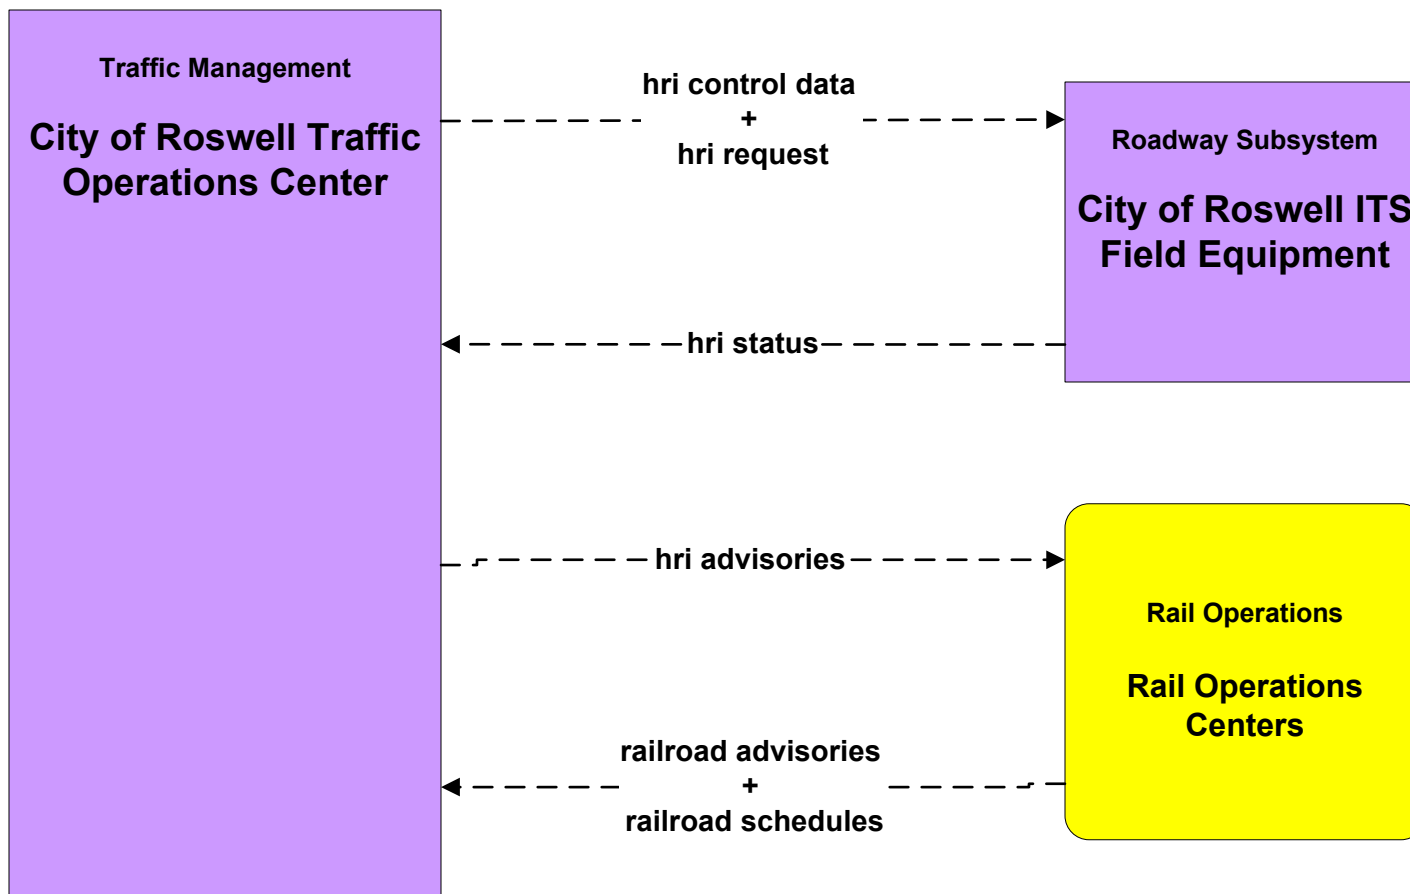 Traffic Management
City of Roswell Traffic
Operations Center
hri control data
+
hri request
Roadway Subsystem
City of Roswell ITS
Field Equipment
hri status
hri advisories
Rail Operations
Rail Operations
Centers
railroad advisories
+
railroad schedules